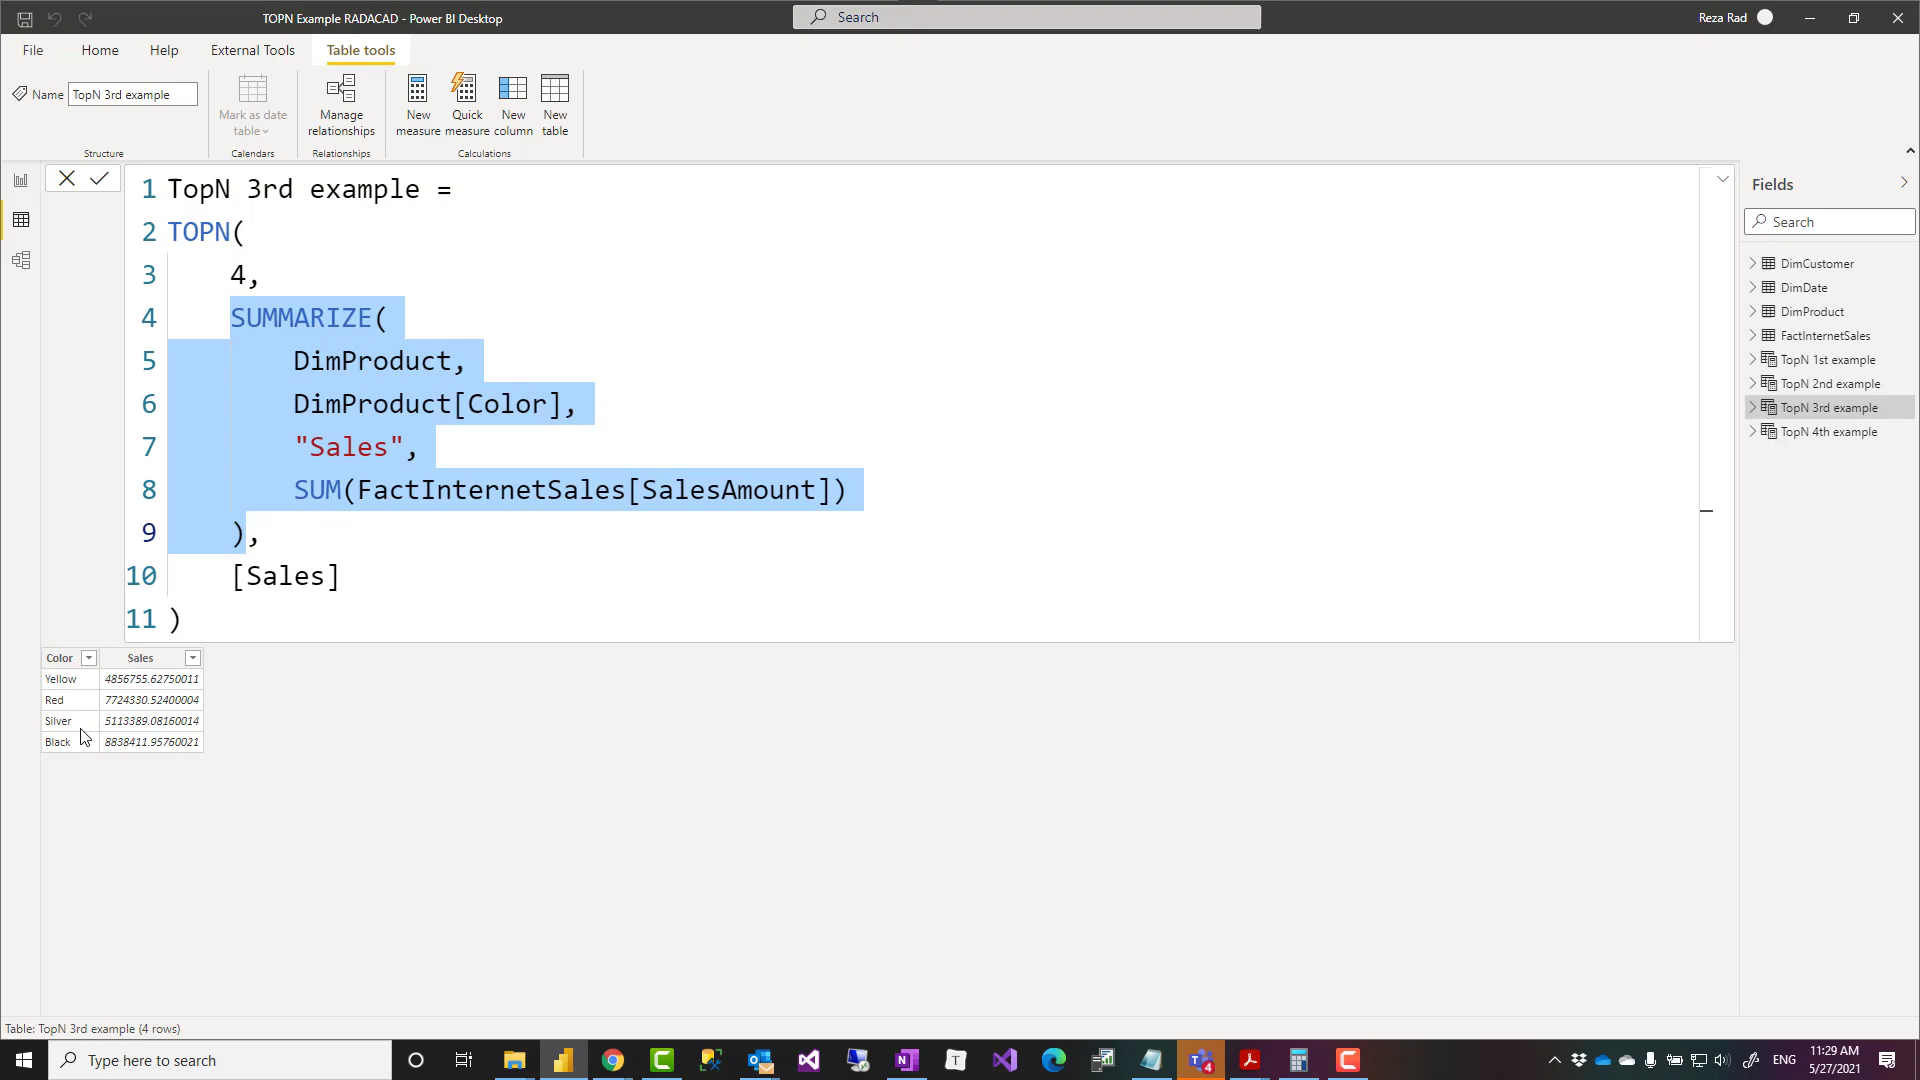 TOPN Example RADACAD - Power BI Desktop
Search
Reza Rad
File
Home
Help
External Tools
Table tools
Name
TopN 3rd example
Mark as date
table
Manage
relationships
New
measure
Quick
measure
New
column
New
table
Structure
Calendars
Relationships
Calculations
1 TopN 3rd example =
2 TOPN(
3 4,
4 SUMMARIZE(
5 DimProduct,
6 DimProduct[Color],
7 "Sales",
8 SUM(FactInternetSales[SalesAmount])
9 ),
10 [Sales]
11 )
Color Sales
Yellow 4856755.62750011
Red 7724330.52400004
Silver 5113389.08160014
Black 8838411.95760021
Fields
Search
DimCustomer
DimDate
DimProduct
FactInternetSales
TopN 1st example
TopN 2nd example
TopN 3rd example
TopN 4th example
Table: TopN 3rd example (4 rows)
Type here to search
N
T
4
ENG
11:29 AM
5/27/2021